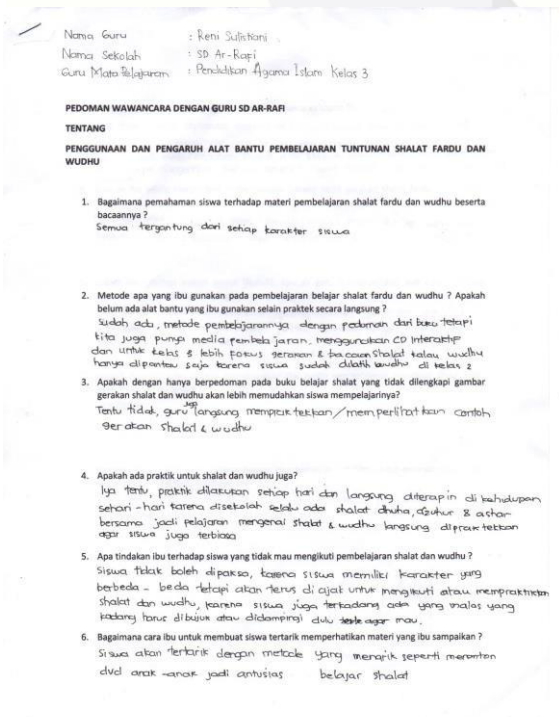 Nama Guru : Reni Sulistiani
Nama Sekolah : SD Ar-Rafi
Guru Mata Pelajaran : Pendidikan Agama Islam Kelas 3
PEDOMAN WAWANCARA DENGAN GURU SD AR-RAFI
TENTANG
PENGGUNAAN DAN PENGARUH ALAT BANTU PEMBELAJARAN TUNTUNAN SHALAT FARDU DAN
WUDHU
1. Bagaimana pemahaman siswa terhadap materi pembelajaran shalat fardu dan wudhu beserta
bacaannya ?
Semua tergantung dari setiap karakter siswa
2. Metode apa yang ibu gunakan pada pembelajaran belajar shalat fardu dan wudhu ? Apakah
belum ada alat bantu yang ibu gunakan selain praktek secara langsung ?
Sudah ada, metode pembelajarannya dengan pedoman dari buku tetapi
kita juga punya media pembelajaran, menggunakan CD Interaktip
dan untuk kelas 3 lebih fokus gerakan & bacaan shalat kalau wudhu
hanya dipantau saja karena siswa sudah dilatih wudhu di kelas 2
3. Apakah dengan hanya berpedoman pada buku belajar shalat yang tidak dilengkapi gambar
gerakan shalat dan wudhu akan lebih memudahkan siswa mempelajarinya?
Tentu tidak, guru juga langsung mempraktekkan/memperlihatkan contoh
gerakan shalat & wudhu
4. Apakah ada praktik untuk shalat dan wudhu juga?
Iya tentu, praktik dilakukan setiap hari dan langsung diterapin di kehidupan
sehari-hari karena disekolah selalu ada shalat dhuha, dzuhur & ashar
bersama jadi pelajaran mengenai shalat & wudhu langsung dipraktekkan
agar siswa juga terbiasa
5. Apa tindakan ibu terhadap siswa yang tidak mau mengikuti pembelajaran shalat dan wudhu ?
Siswa tidak boleh dipaksa, karena siswa memiliki karakter yang
berbeda-beda tetapi akan terus di ajak untuk mengikuti atau mempraktikkan
shalat dan wudhu, karena siswa juga terkadang ada yang malas yang
kadang harus dibujuk atau didampingi dulu agar mau.
6. Bagaimana cara ibu untuk membuat siswa tertarik memperhatikan materi yang ibu sampaikan ?
Siswa akan tertarik dengan metode yang menarik seperti menonton
dvd anak-anak jadi antusias belajar shalat